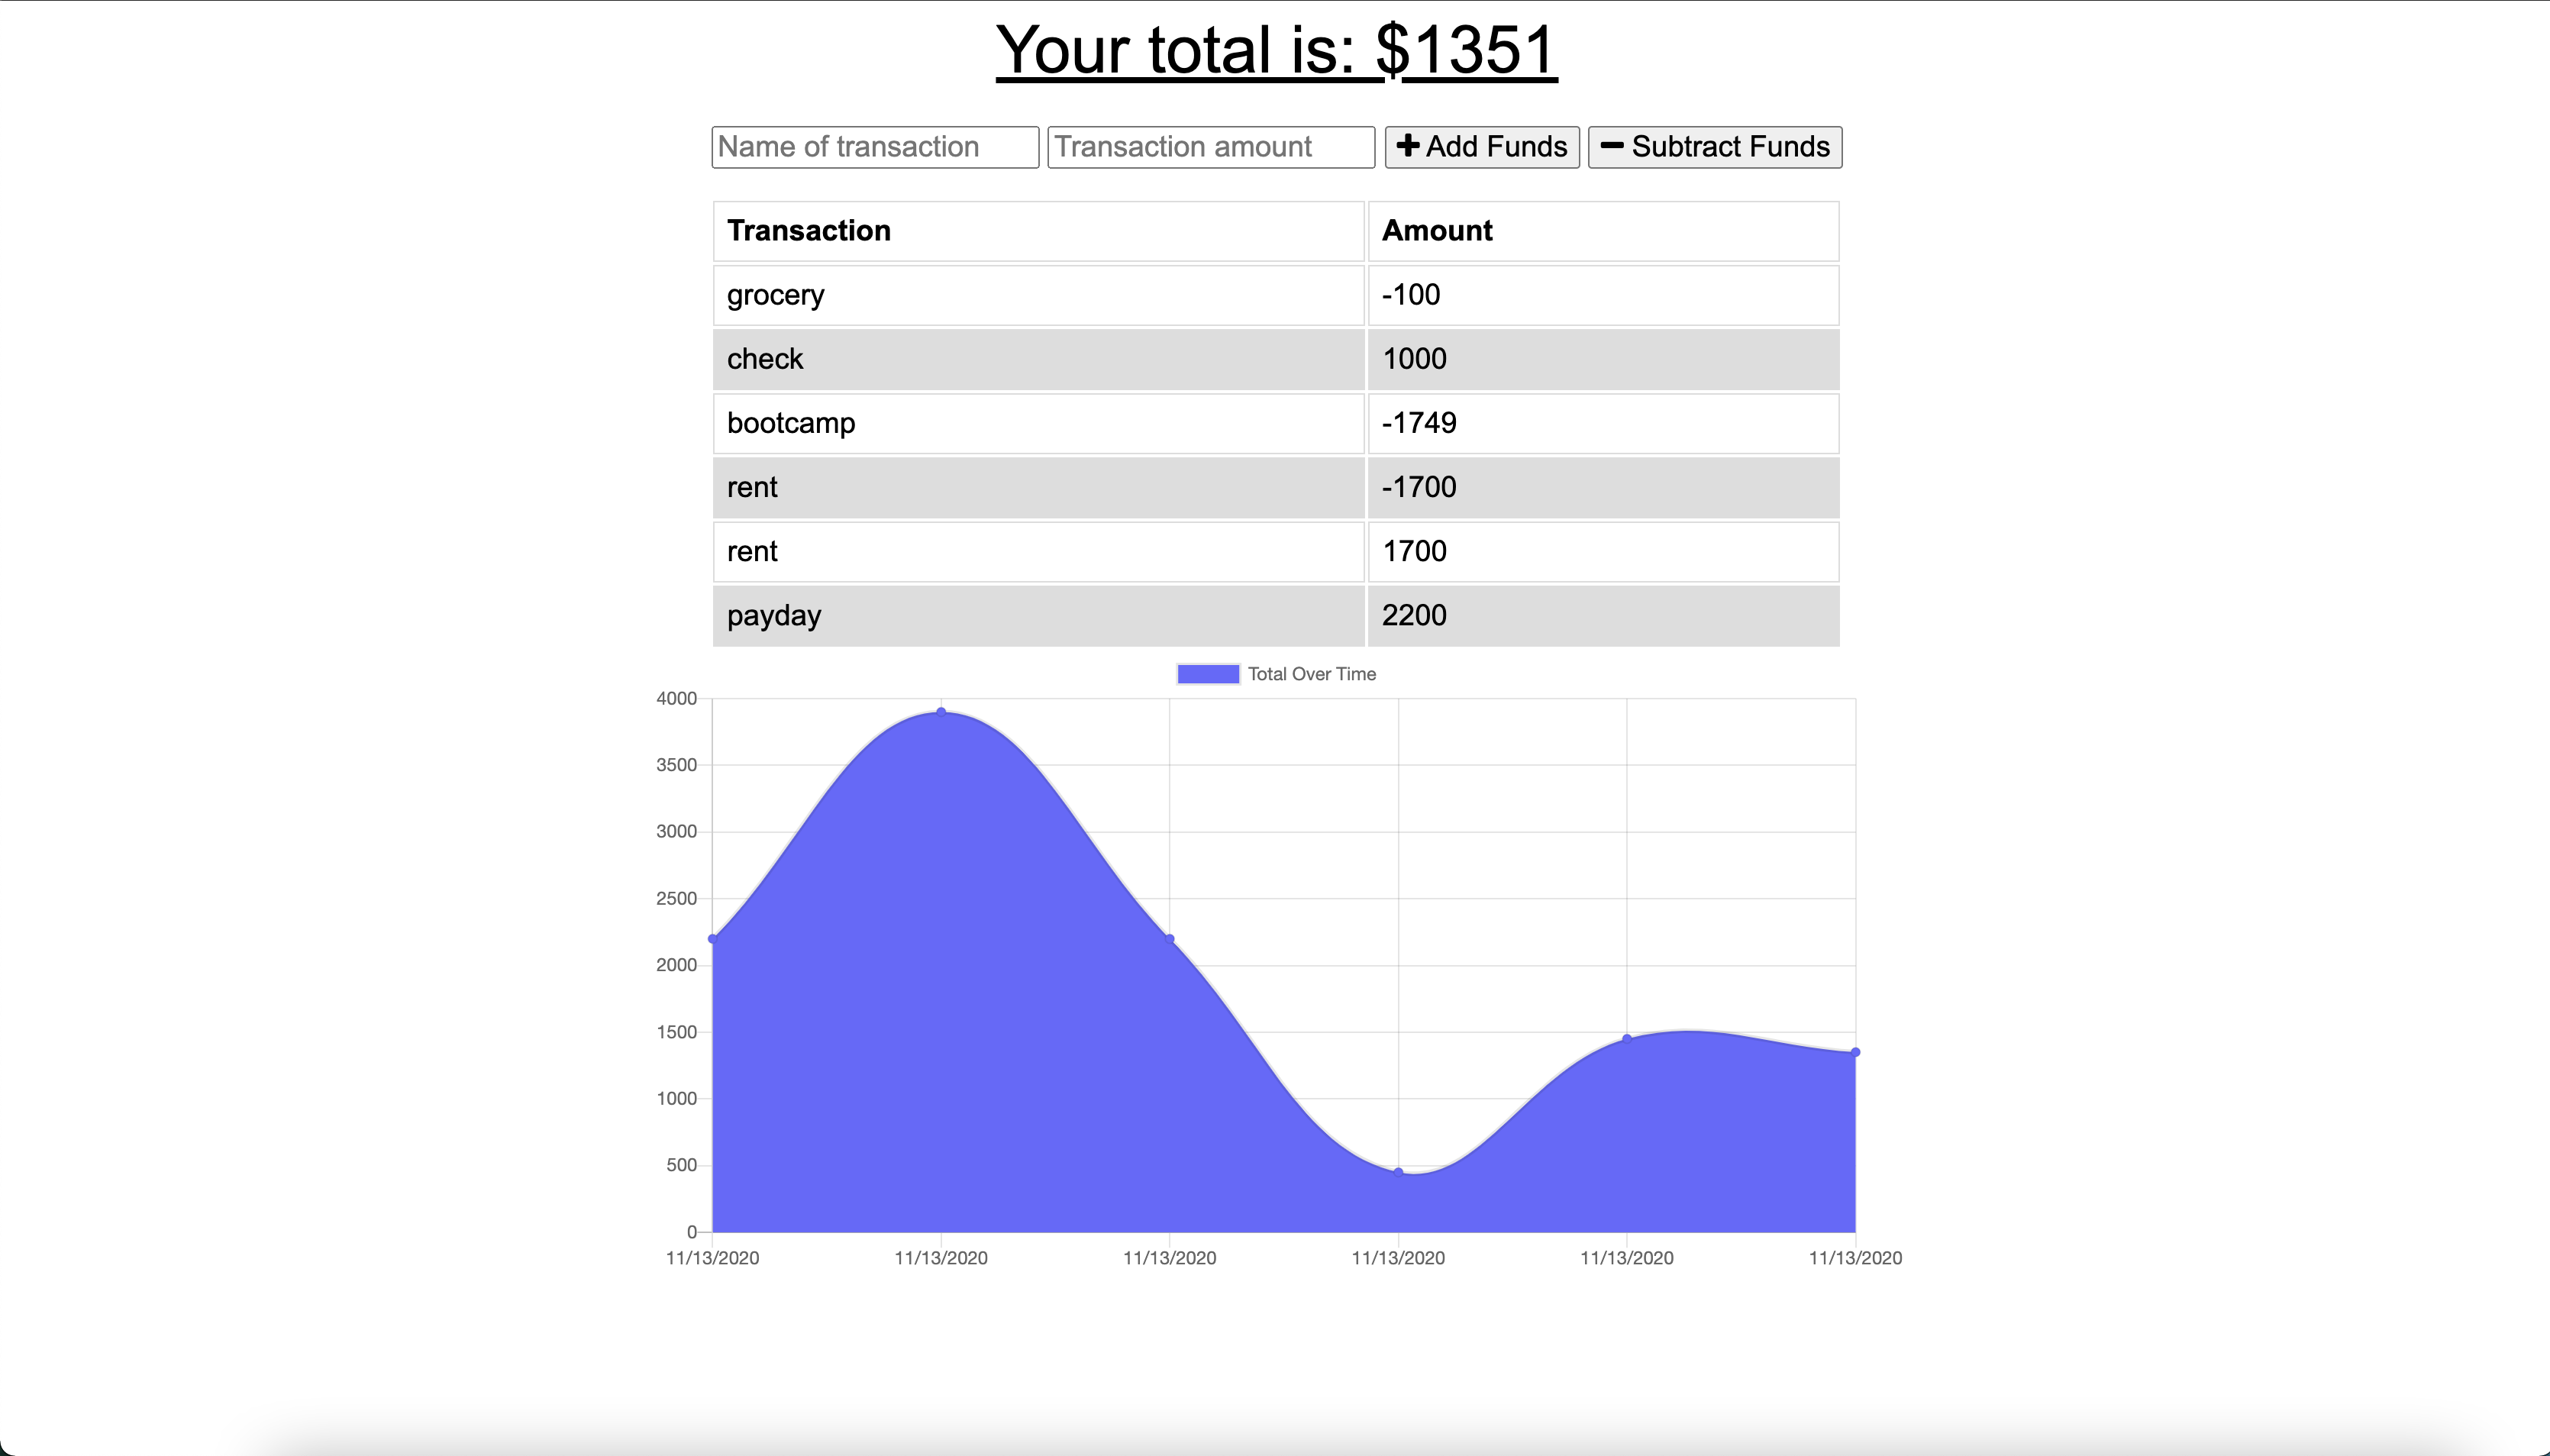 Your total is: $1351
Name of transaction Transaction amount Add Funds Subtract Funds
Transaction Amount
grocery -100
check 1000
bootcamp -1749
rent -1700
rent 1700
payday 2200
Total Over Time
4000
3500
3000
2500
2000
1500
1000
500
0
11/13/2020 11/13/2020 11/13/2020 11/13/2020 11/13/2020 11/13/2020